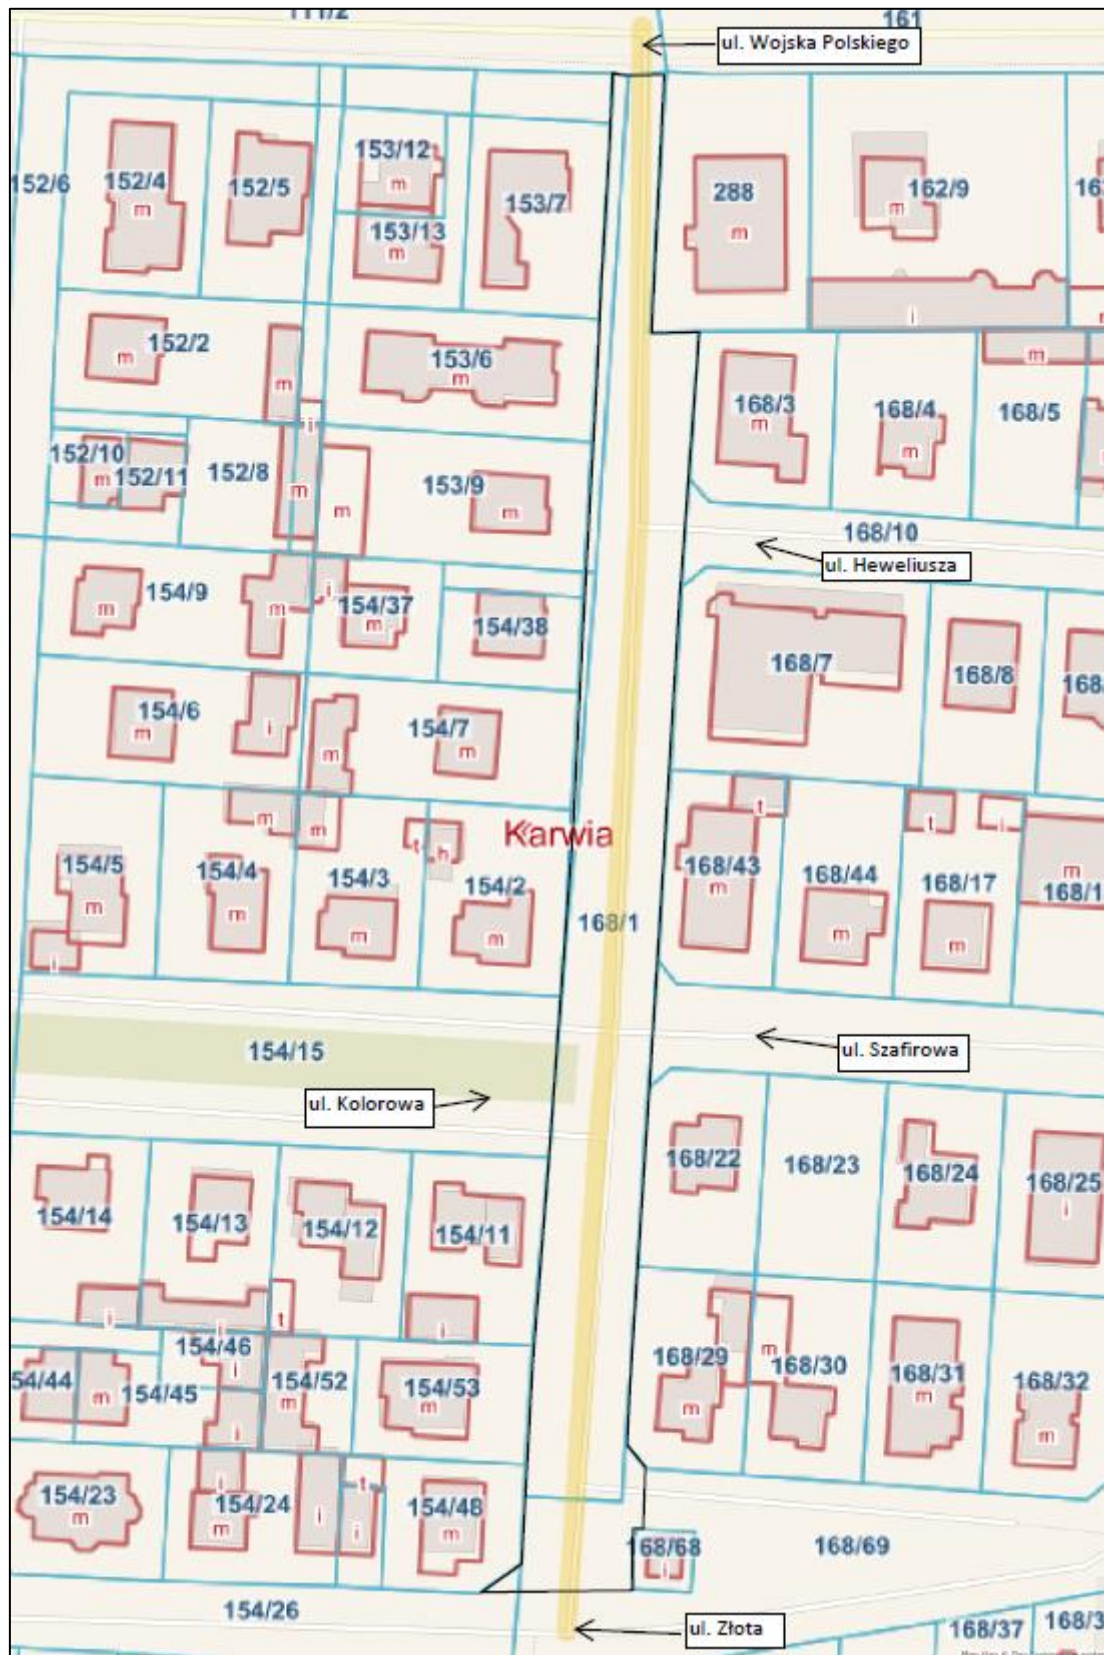 111/2
161
ul. Wojska Polskiego
152/6
152/4
m
152/5
153/12
m
153/13
m
153/7
288
m
162/9
m
i
152/2
m
m
153/6
m
168/3
m
168/4
m
168/5
m
i
152/10
m
152/11
152/8
m
m
153/9
m
168/10
ul. Heweliusza
154/9
m
m
i
154/37
m
154/38
168/7
168/8
154/6
m
i
m
154/7
m
Karwia
154/5
m
i
m
154/4
m
m
154/3
m
t
h
154/2
m
168/1
t
168/43
m
168/44
m
t
168/17
m
i
m
168/1
154/15
ul. Szafirowa
ul. Kolorowa
154/14
154/13
154/12
154/11
168/22
168/23
168/24
168/25
i
i
i
t
i
54/44
m
154/45
154/46
i
i
154/52
m
154/53
m
168/29
m
m
168/30
168/31
m
168/32
m
154/23
m
i
154/24
m
i
t
i
154/48
m
168/68
i
168/69
154/26
ul. Złota
168/37
168/3